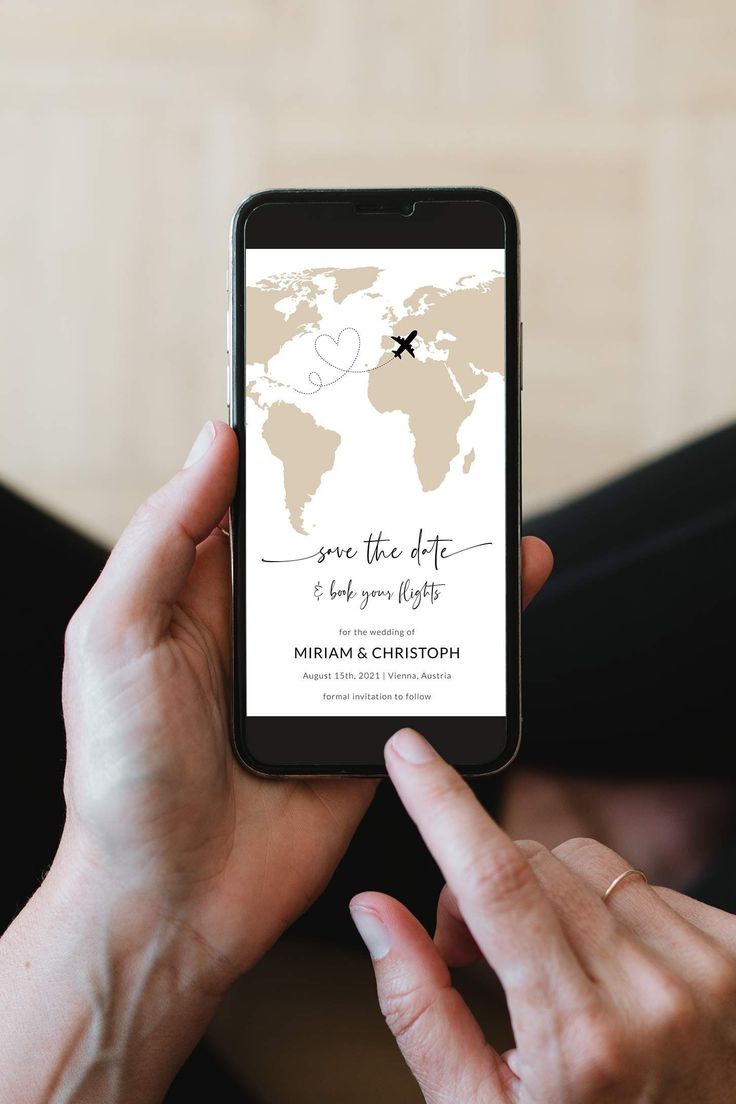 save the date
& book your flights
for the wedding of
MIRIAM & CHRISTOPH
August 15th, 2021 | Vienna, Austria
formal invitation to follow